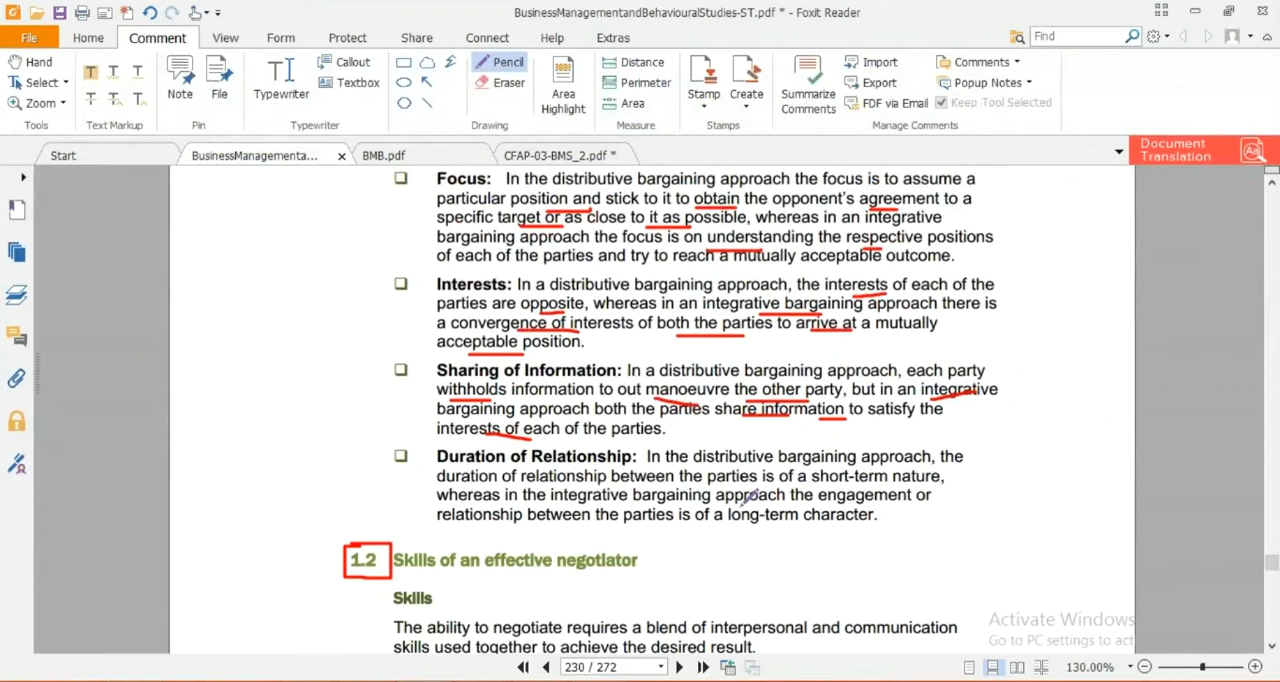 BusinessManagementandBehaviouralStudies-ST.pdf * - Foxit Reader
File Home Comment View Form Protect Share Connect Help Extras Find
Hand
Select
Zoom
Tools
T T T
T T T
Text Markup
Note File
Pin
Typewriter
Callout
Textbox
Typewriter
Pencil
Eraser
Area
Highlight
Drawing
Distance
Perimeter
Area
Measure
Stamp Create
Stamps
Summarize
Comments
Import
Export
FDF via Email
Comments
Popup Notes
Keep Tool Selected
Manage Comments
Start BusinessManagementa... x BMB.pdf CFAP-03-BMS_2.pdf *
Document
Translation
Focus: In the distributive bargaining approach the focus is to assume a
particular position and stick to it to obtain the opponent's agreement to a
specific target or as close to it as possible, whereas in an integrative
bargaining approach the focus is on understanding the respective positions
of each of the parties and try to reach a mutually acceptable outcome.
Interests: In a distributive bargaining approach, the interests of each of the
parties are opposite, whereas in an integrative bargaining approach there is
a convergence of interests of both the parties to arrive at a mutually
acceptable position.
Sharing of Information: In a distributive bargaining approach, each party
withholds information to out manoeuvre the other party, but in an integrative
bargaining approach both the parties share information to satisfy the
interests of each of the parties.
Duration of Relationship: In the distributive bargaining approach, the
duration of relationship between the parties is of a short-term nature,
whereas in the integrative bargaining approach the engagement or
relationship between the parties is of a long-term character.
1.2 Skills of an effective negotiator
Skills
The ability to negotiate requires a blend of interpersonal and communication
skills used together to achieve the desired result.
Activate Windows
Go to PC settings to act
230 / 272
130.00%